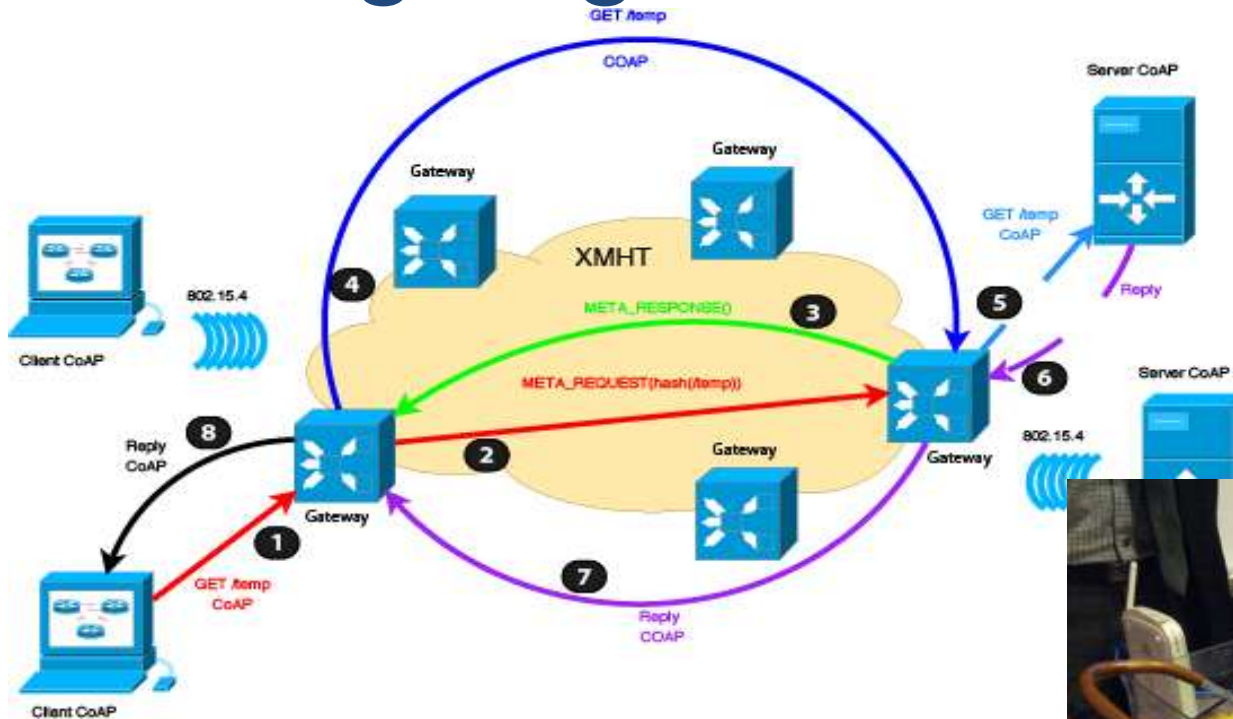 GET /temp
COAP
Server CoAP
Gateway
Gateway
GET /temp
CoAP
XMHT
4
802.15.4
META_RESPONSE()
3
5
Reply
Client CoAP
META_REQUEST(hash(/temp))
6
Server CoAP
8
Reply
CoAP
2
Gateway
802.15.4
Gateway
Gateway
1
7
GET /temp
CoAP
Reply
COAP
Client CoAP